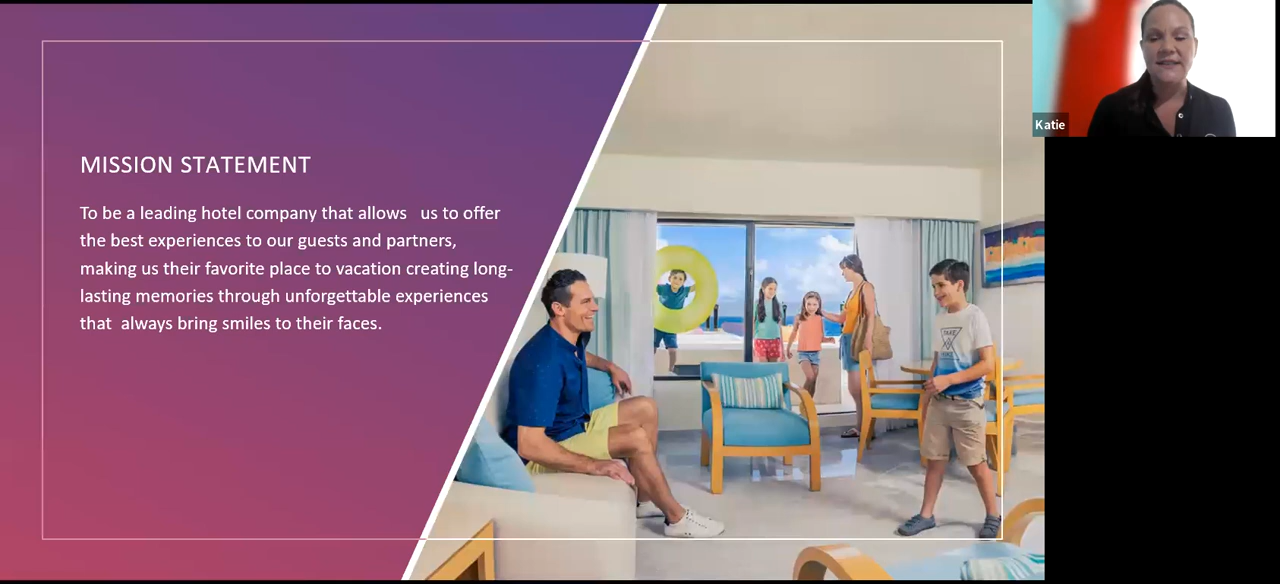 MISSION STATEMENT
To be a leading hotel company that allows   us to offer
the best experiences to our guests and partners,
making us their favorite place to vacation creating long-
lasting memories through unforgettable experiences
that  always bring smiles to their faces.
Katie